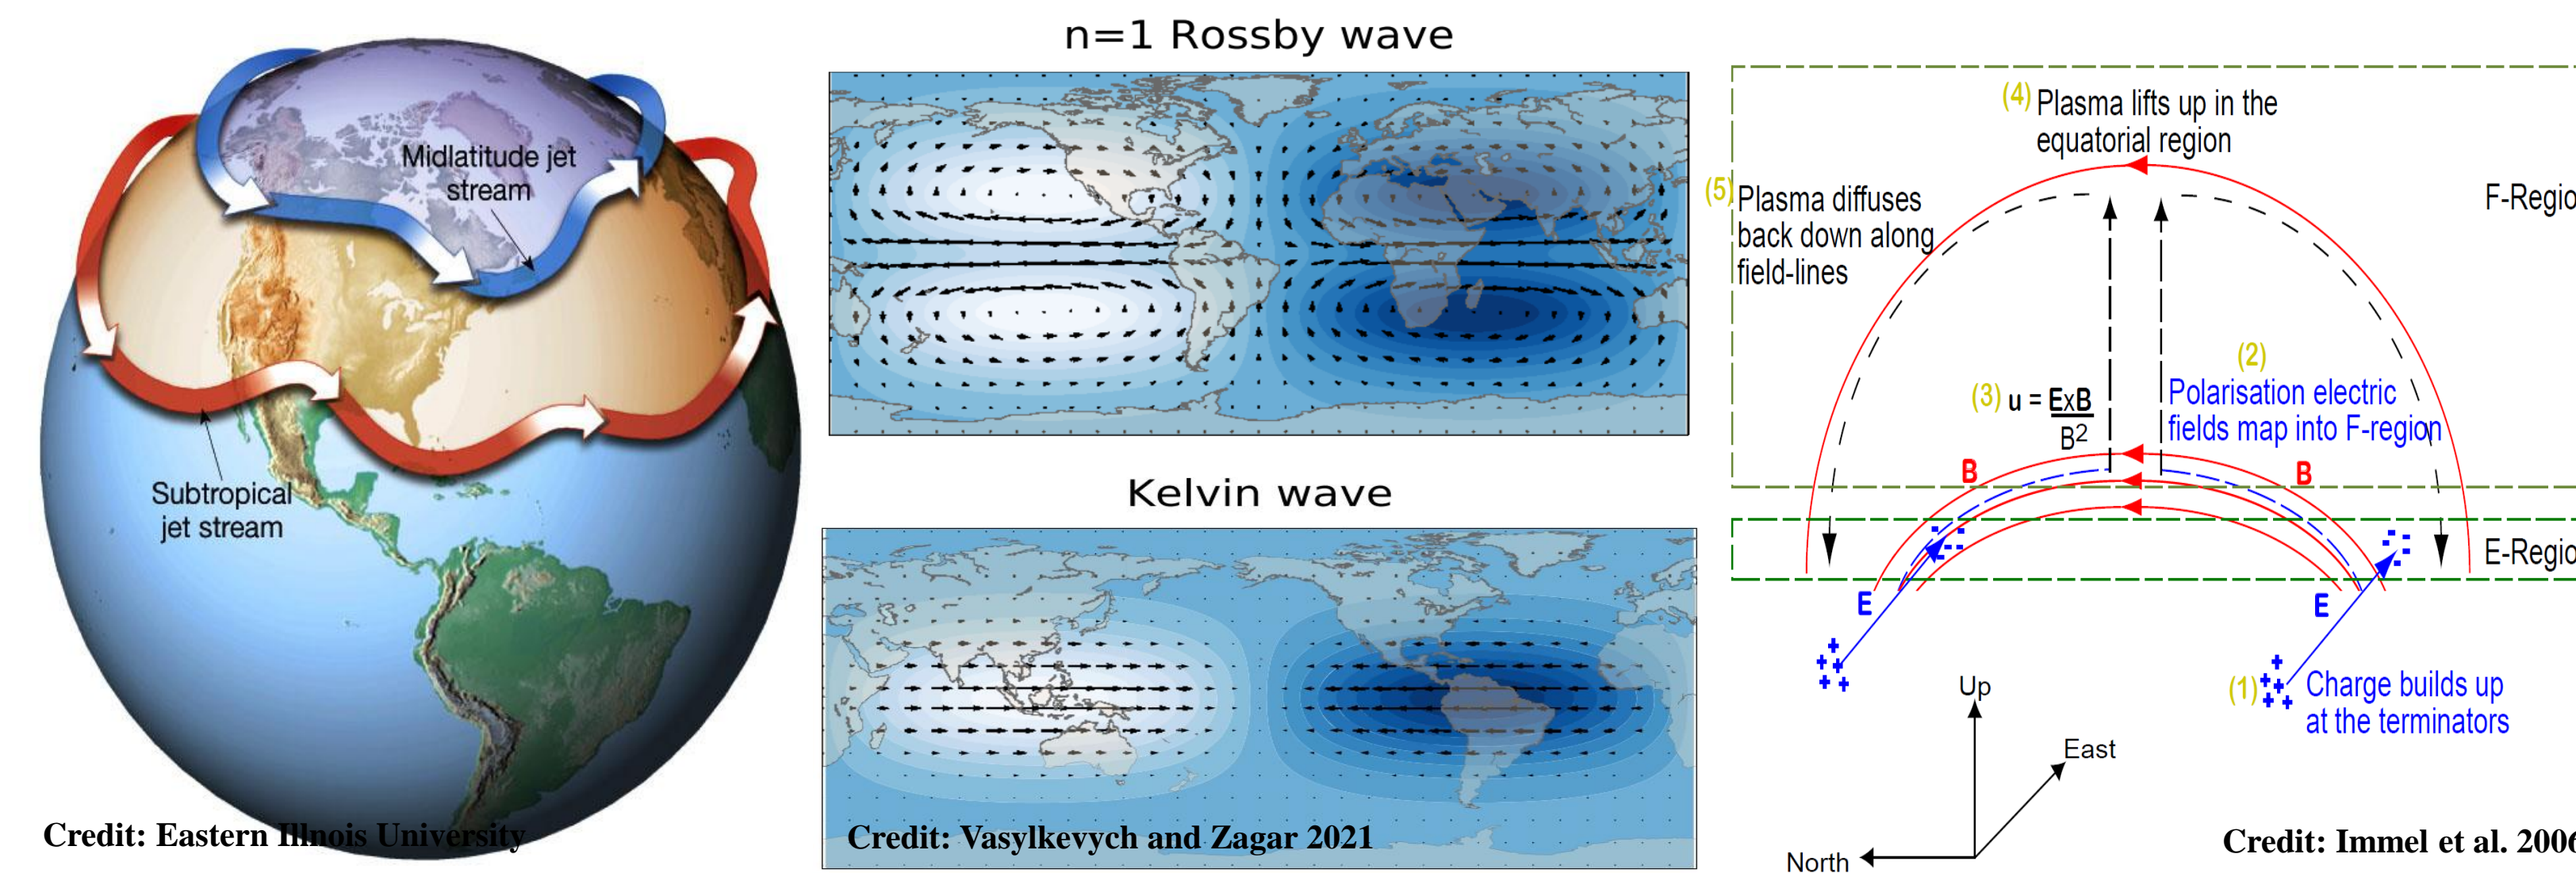 Midlatitude jet
stream
Subtropical
jet stream
Credit: Eastern Illnois University
n=1 Rossby wave
Kelvin wave
Credit: Vasylkevych and Zagar 2021
(4) Plasma lifts up in the
equatorial region
(5) Plasma diffuses
back down along
field-lines
F-Regio
(2)
Polarisation electric
fields map into F-region
(3) u = ExB
B2
B
B
E-Regio
E
E
(1) Charge builds up
at the terminators
Up
East
North
Credit: Immel et al. 2006